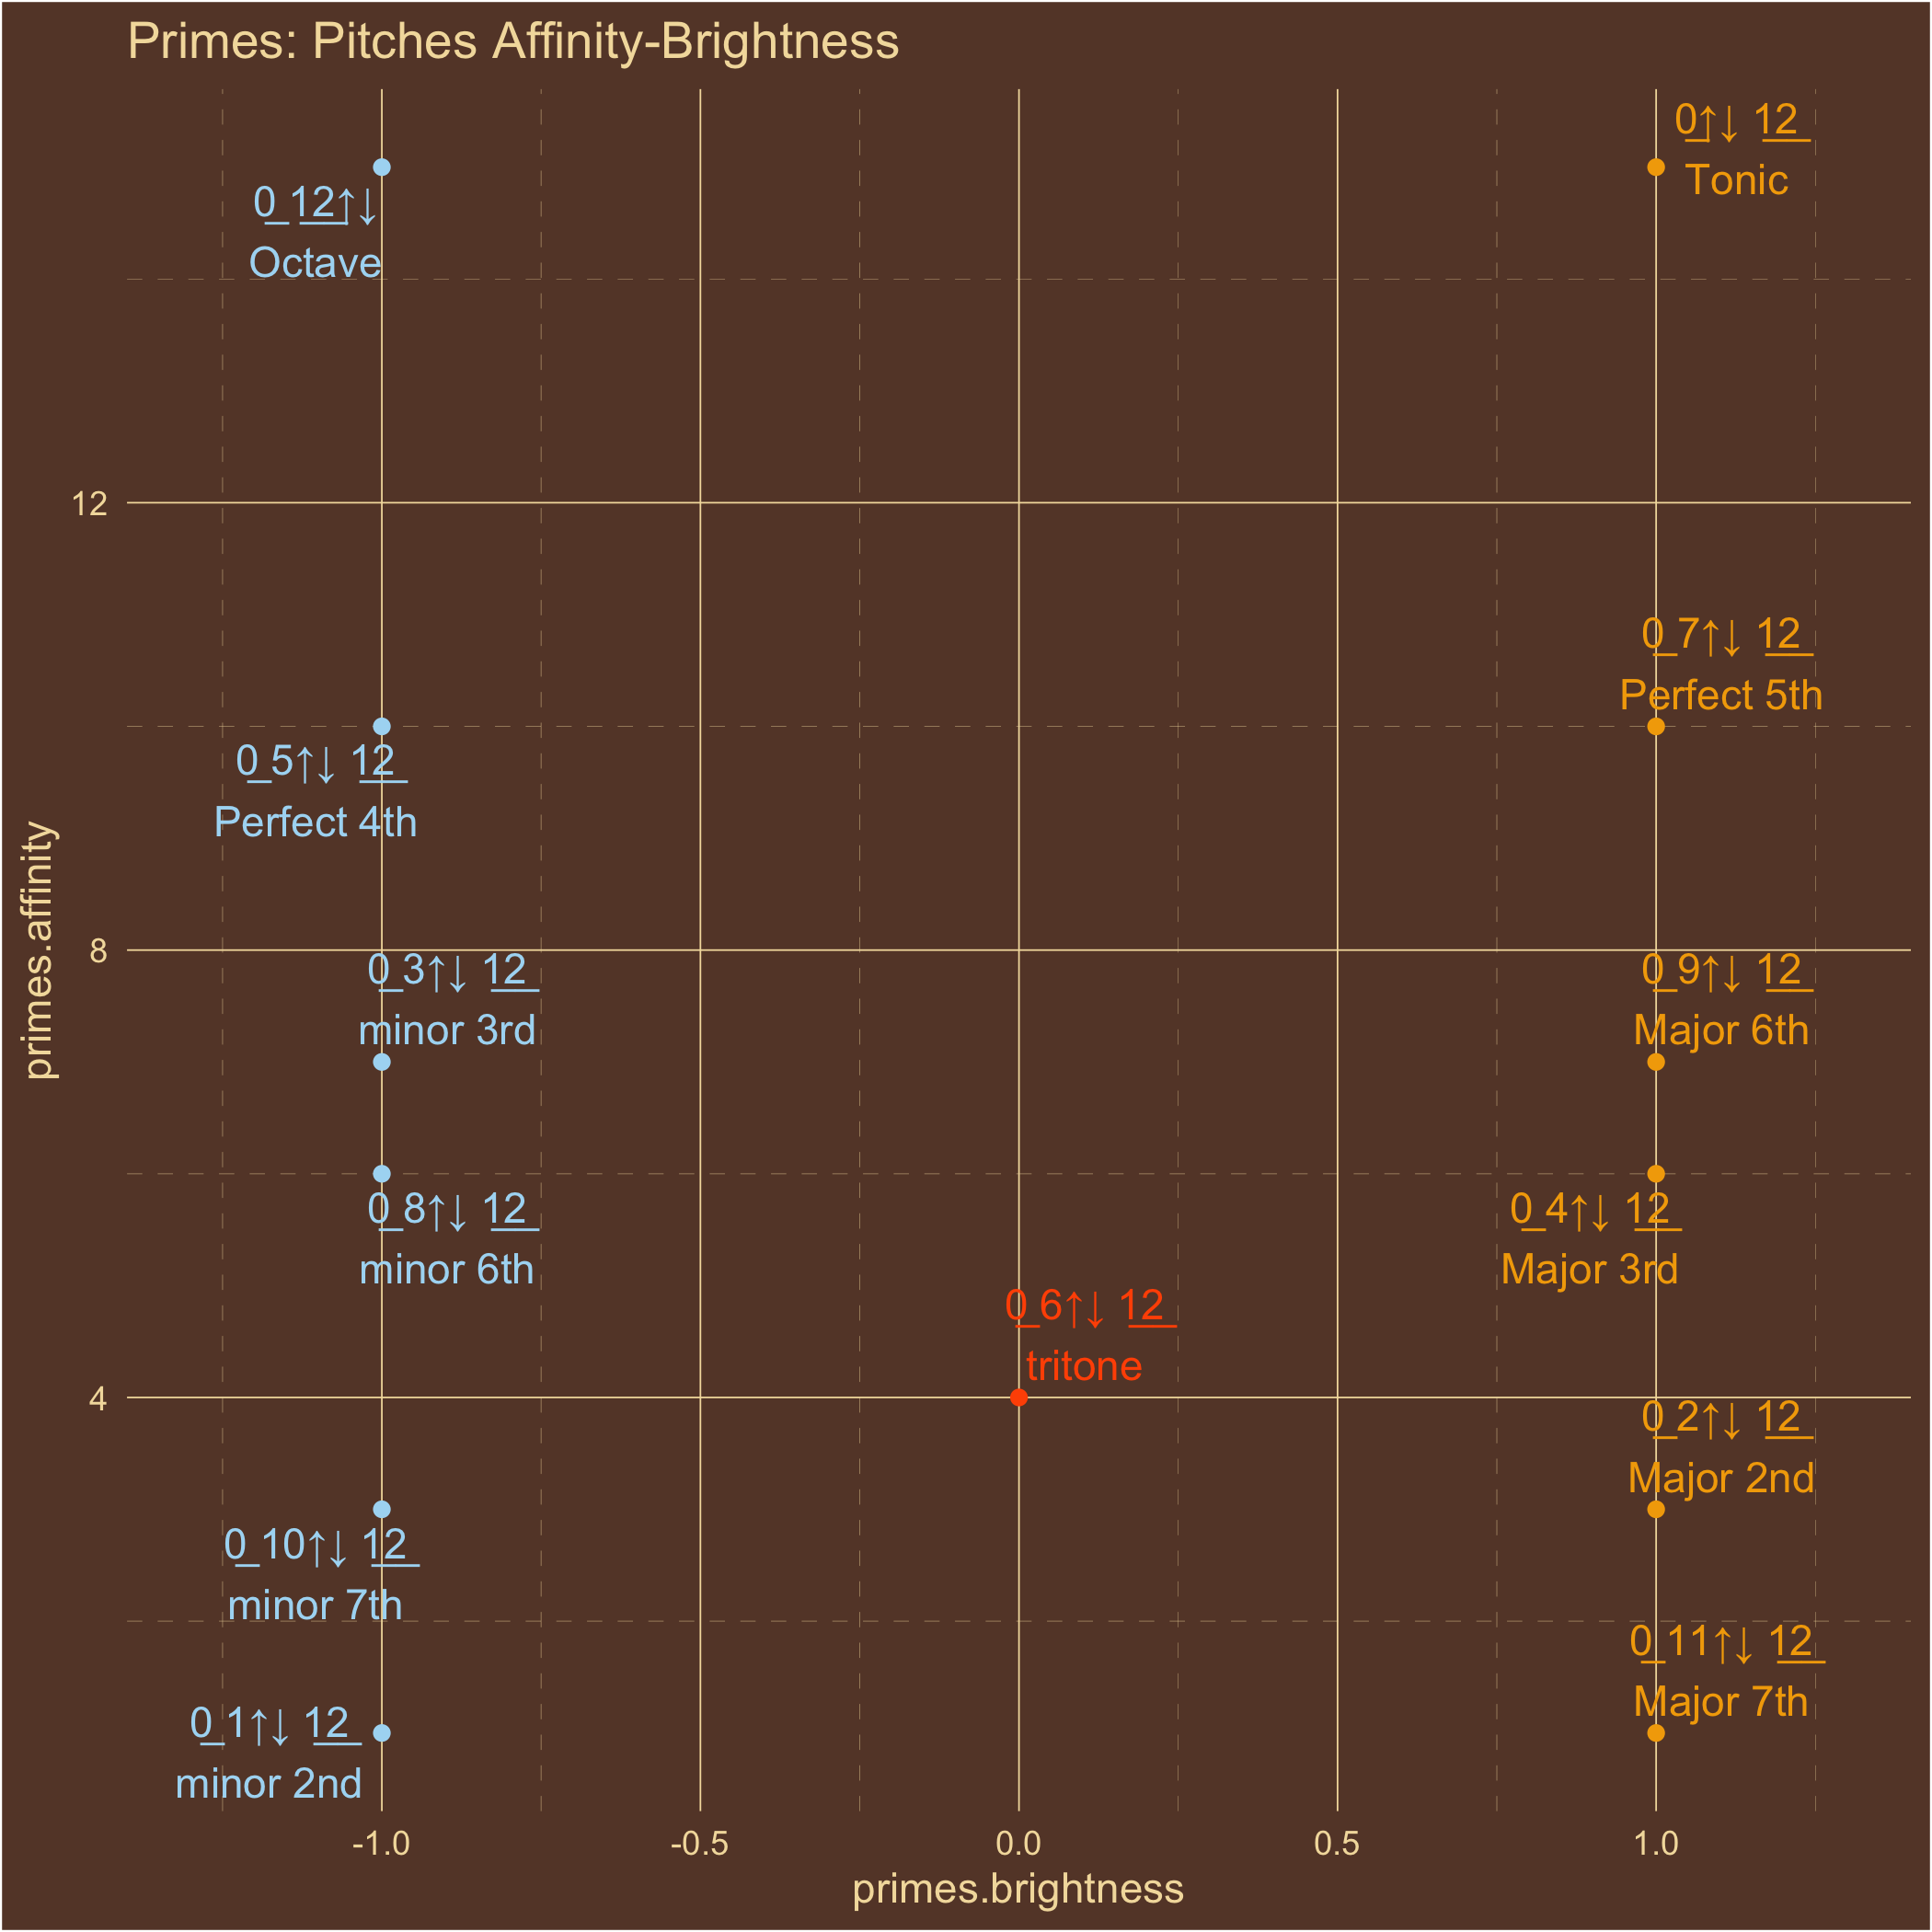 Primes: Pitches Affinity-Brightness
0↑↓ 12
Tonic
0 12↑↓
Octave
12
0 7↑↓ 12
Perfect 5th
0 5↑↓ 12
Perfect 4th
primes.affinity
8
0 3↑↓ 12
minor 3rd
0 9↑↓ 12
Major 6th
0 8↑↓ 12
minor 6th
0 4↑↓ 12
Major 3rd
0 6↑↓ 12
tritone
4
0 2↑↓ 12
Major 2nd
0 10↑↓ 12
minor 7th
0 11↑↓ 12
Major 7th
0 1↑↓ 12
minor 2nd
-1.0 -0.5 0.0 0.5 1.0
primes.brightness